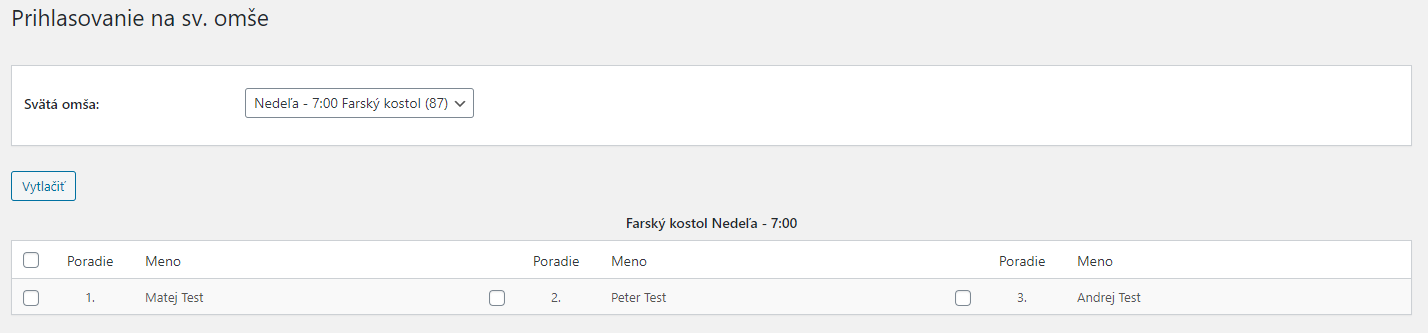 Prihlasovanie na sv. omše
Svätá omša: Nedeľa - 7:00 Farský kostol (87)
Vytlačiť
Farský kostol Nedeľa - 7:00
Poradie Meno Poradie Meno Poradie Meno
1. Matej Test 2. Peter Test 3. Andrej Test